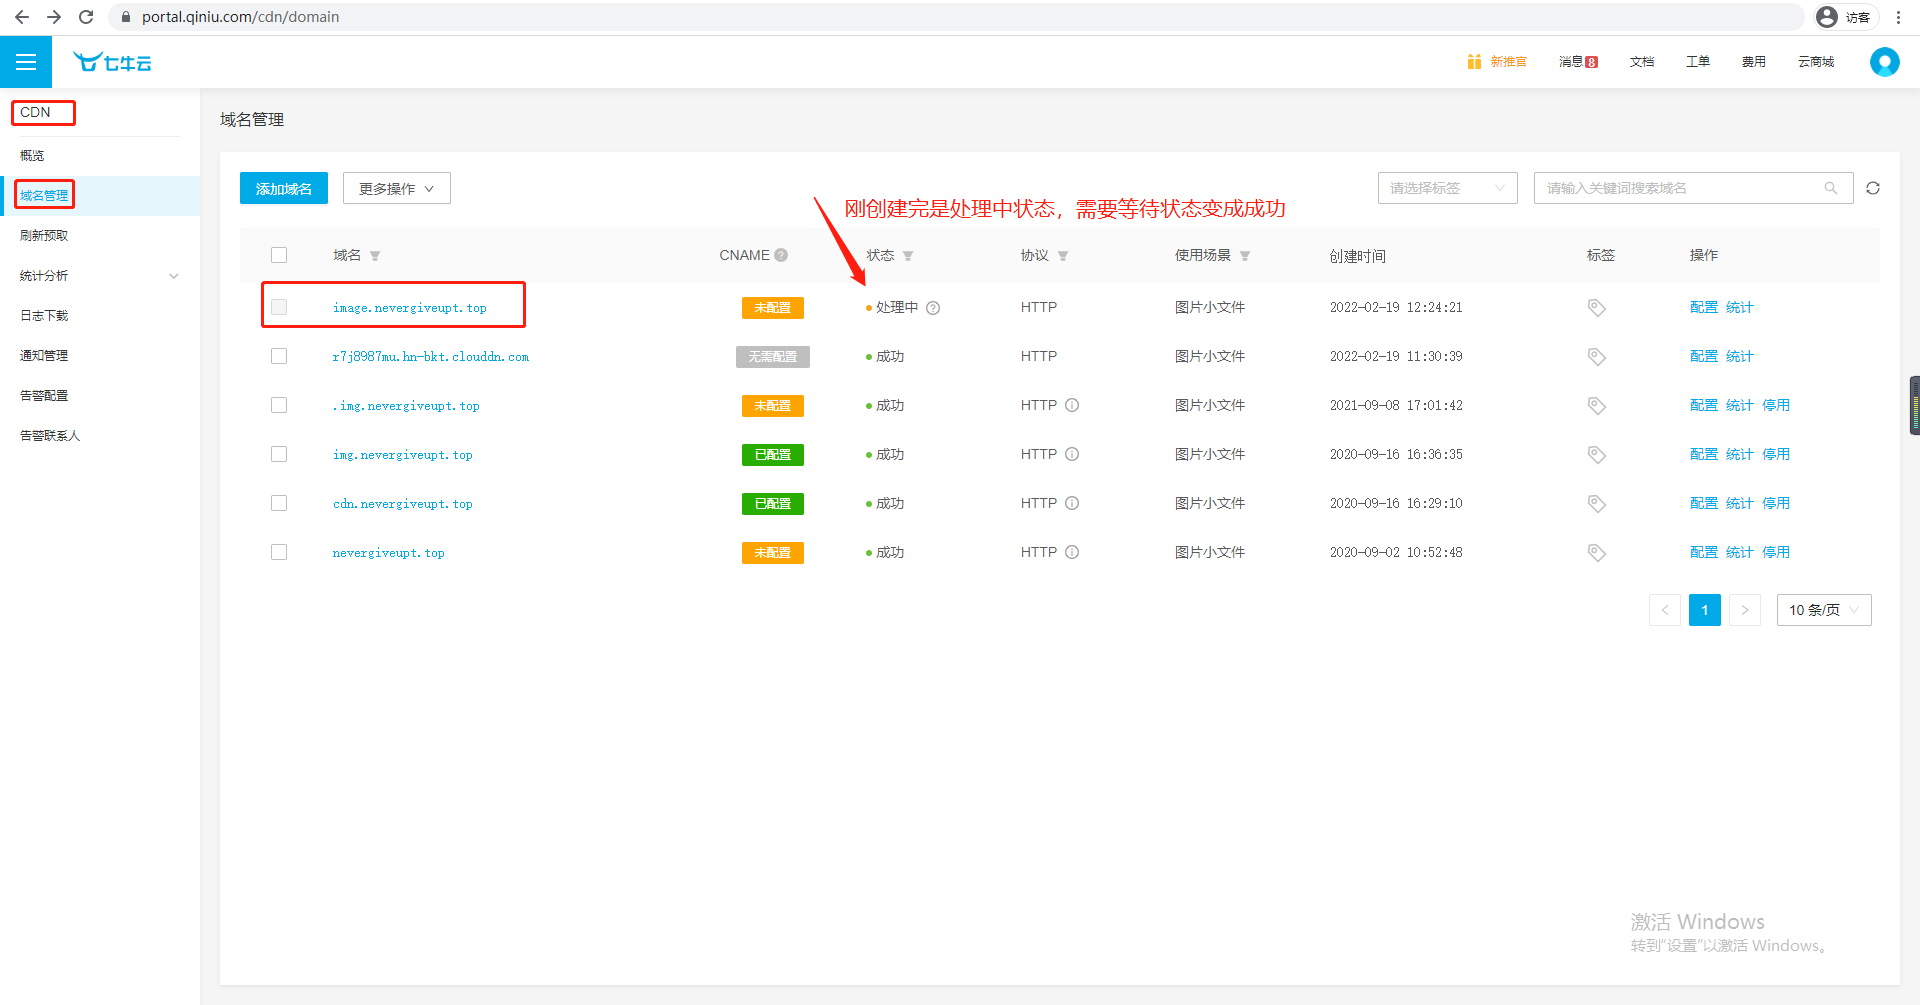 portal.qiniu.com/cdn/domain
访客
七牛云
新推官
消息 8
文档
工单
费用
云商城
CDN
概览
域名管理
刷新预取
统计分析
日志下载
通知管理
告警配置
告警联系人
域名管理
添加域名
更多操作
请选择标签
请输入关键词搜索域名
刚创建完是处理中状态，需要等待状态变成成功
域名 CNAME 状态 协议 使用场景 创建时间 标签 操作
image.nevergiveupt.top 未配置 处理中 HTTP 图片小文件 2022-02-19 12:24:21 配置 统计
r7j8987mu.hn-bkt.clouddn.com 无需配置 成功 HTTP 图片小文件 2022-02-19 11:30:39 配置 统计
.img.nevergiveupt.top 未配置 成功 HTTP 图片小文件 2021-09-08 17:01:42 配置 统计 停用
img.nevergiveupt.top 已配置 成功 HTTP 图片小文件 2020-09-16 16:36:35 配置 统计 停用
cdn.nevergiveupt.top 已配置 成功 HTTP 图片小文件 2020-09-16 16:29:10 配置 统计 停用
nevergiveupt.top 未配置 成功 HTTP 图片小文件 2020-09-02 10:52:48 配置 统计 停用
< 1 > 10 条/页
激活 Windows
转到“设置”以激活 Windows。